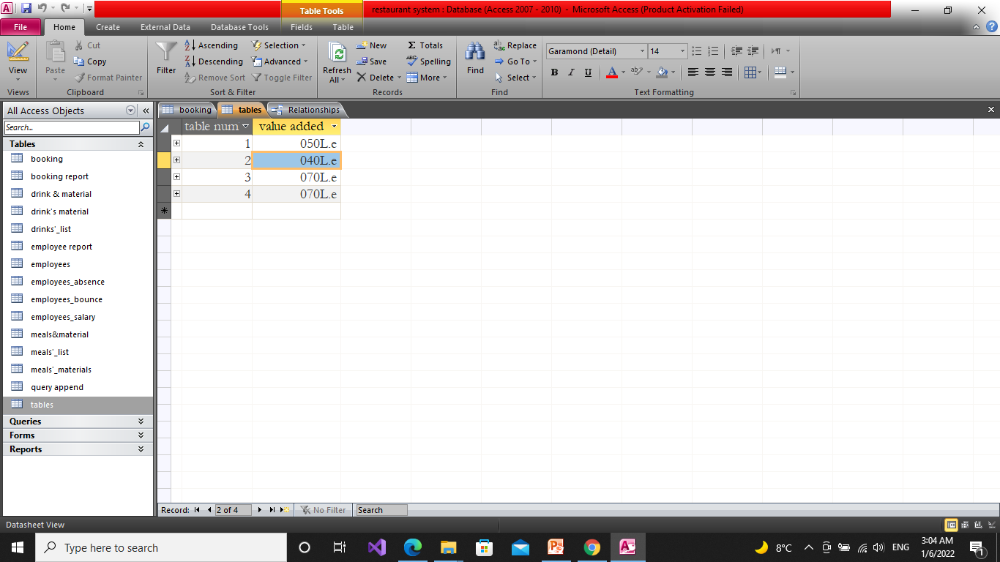 restaurant system : Database (Access 2007 - 2010) - Microsoft Access (Product Activation Failed)
Table Tools
File Home Create External Data Database Tools Fields Table
View
Views
Paste
Cut
Copy
Format Painter
Clipboard
Filter
Ascending
Descending
Remove Sort
Selection
Advanced
Toggle Filter
Sort & Filter
Refresh
All
New
Save
Delete
Totals
Spelling
More
Records
Find
Replace
Go To
Select
Find
Garamond (Detail) 14
B I U
Text Formatting
All Access Objects
Search...
Tables
booking
booking report
drink & material
drink's material
drinks'_list
employee report
employees
employees_absence
employees_bounce
employees_salary
meals&material
meals'_list
meals'_materials
query append
tables
Queries
Forms
Reports
booking tables Relationships
table num value added
1 050L.e
2 040L.e
3 070L.e
4 070L.e
Record: 2 of 4 No Filter Search
Datasheet View
Type here to search
8°C
ENG
3:04 AM
1/6/2022
1